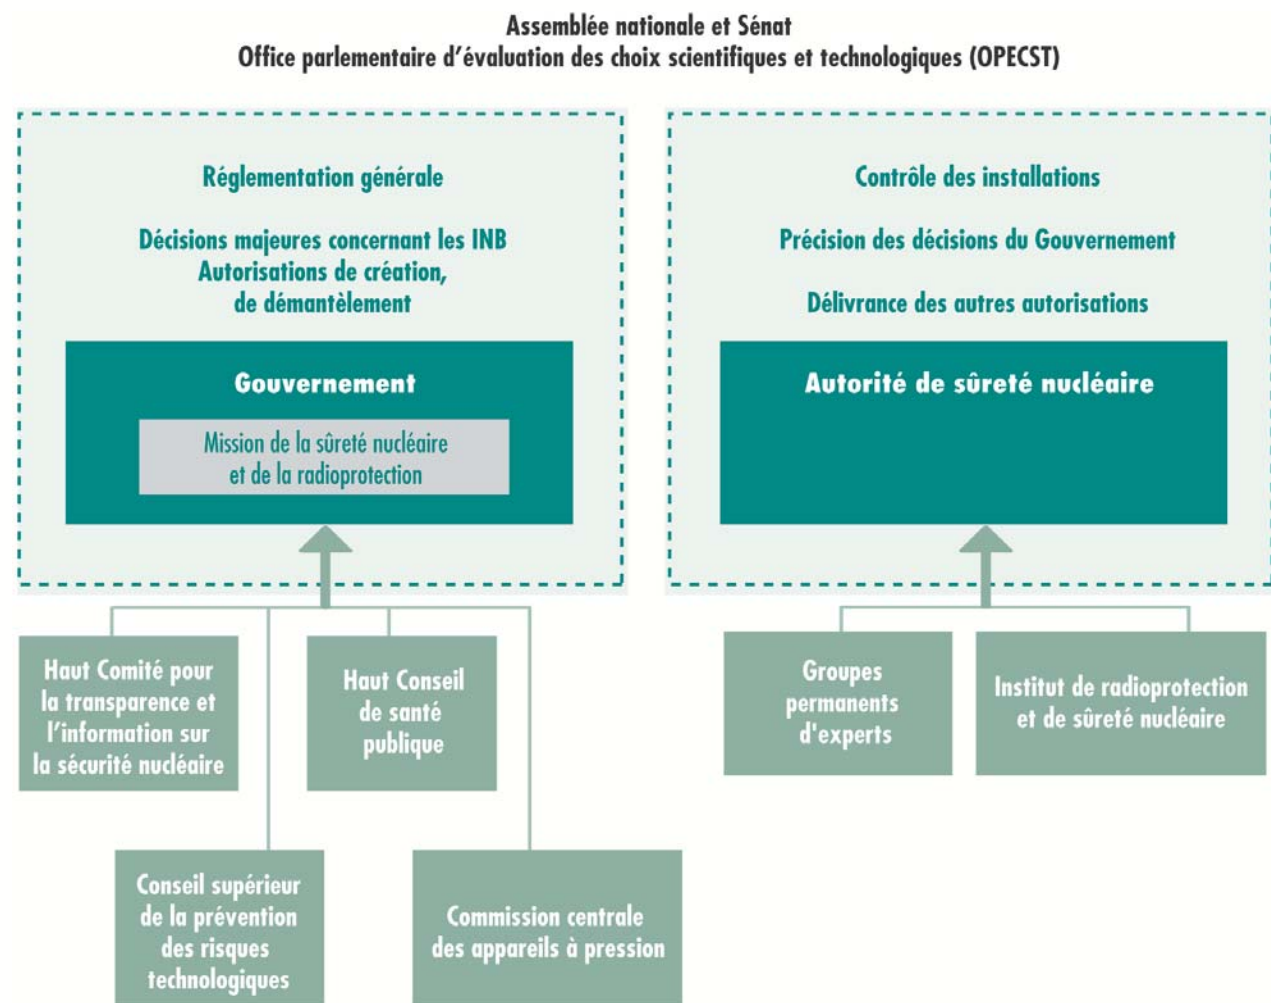 Assemblée nationale et Sénat
Office parlementaire d'évaluation des choix scientifiques et technologiques (OPECST)
Réglementation générale
Décisions majeures concernant les INB
Autorisations de création,
de démantèlement
Gouvernement
Mission de la sûreté nucléaire
et de la radioprotection
Contrôle des installations
Précision des décisions du Gouvernement
Délivrance des autres autorisations
Autorité de sûreté nucléaire
Haut Comité pour
la transparence et
l'information sur
la sécurité nucléaire
Haut Conseil
de santé
publique
Conseil supérieur
de la prévention
des risques
technologiques
Commission centrale
des appareils à pression
Groupes
permanents
d'experts
Institut de radioprotection
et de sûreté nucléaire